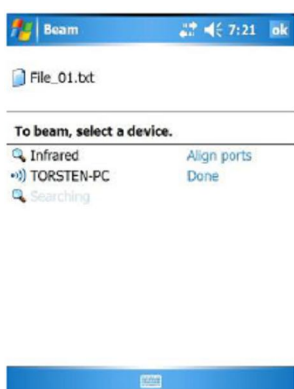 Beam 7:21 ok
File_01.txt
To beam, select a device.
Infrared Align ports
TORSTEN-PC Done
Searching